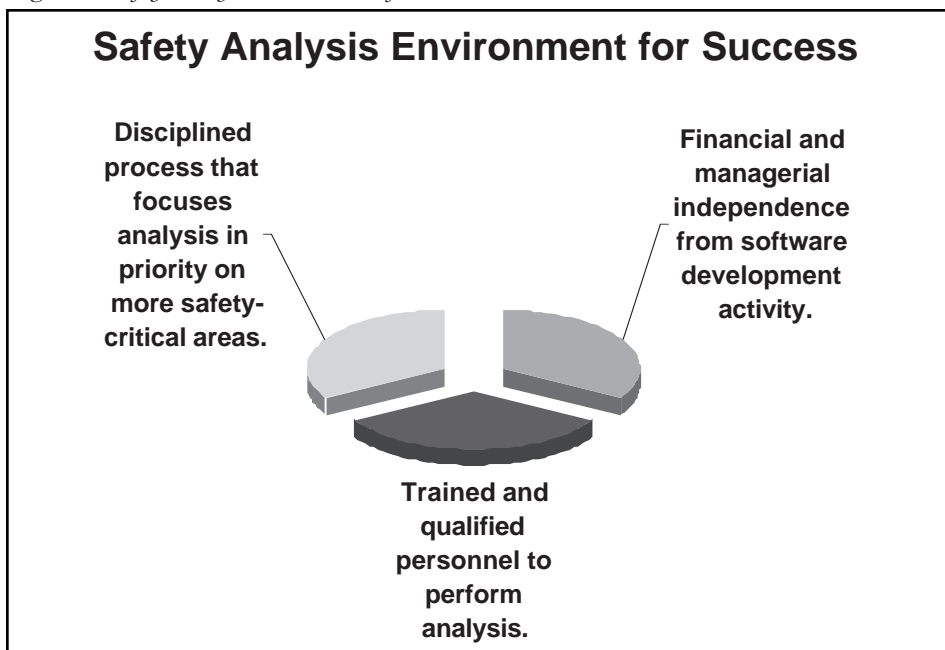 Safety Analysis Environment for Success
Disciplined
process that
focuses
analysis in
priority on
more safety-
critical areas.
Financial and
managerial
independence
from software
development
activity.
Trained and
qualified
personnel to
perform
analysis.